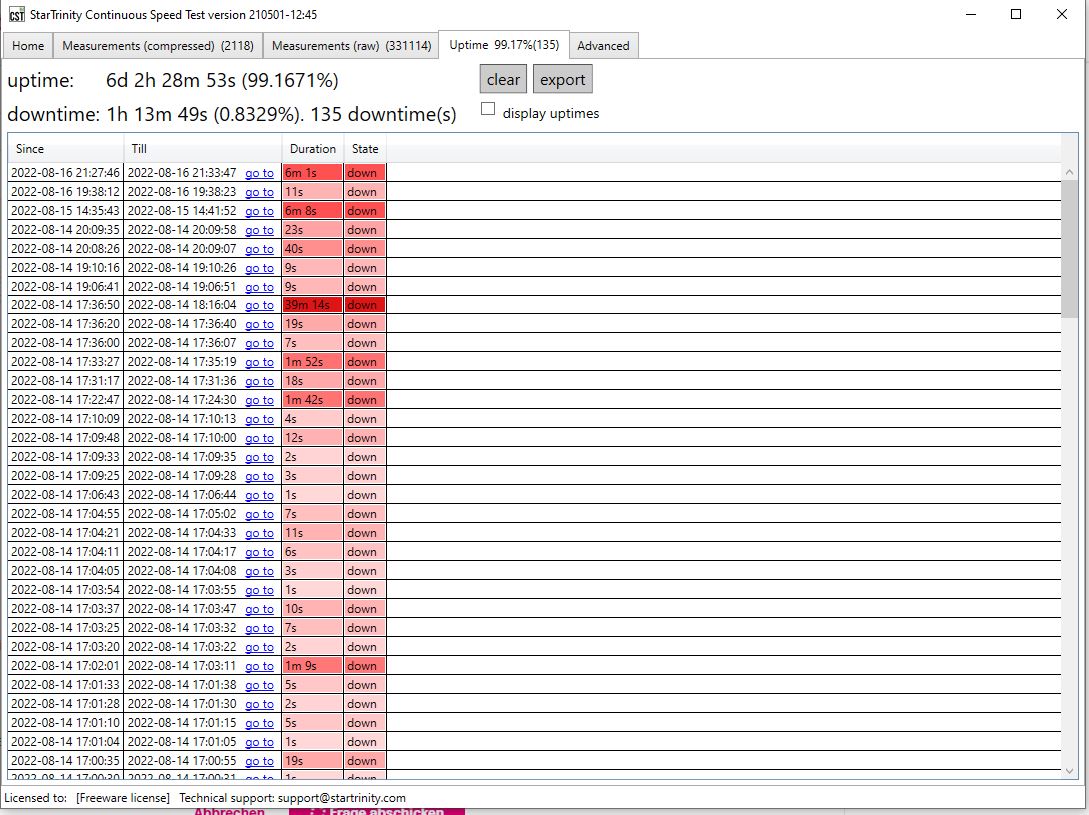 CST StarTrinity Continuous Speed Test version 210501-12:45
Home Measurements (compressed) (2118) Measurements (raw) (331114) Uptime 99.17%(135) Advanced
uptime: 6d 2h 28m 53s (99.1671%) clear export
downtime: 1h 13m 49s (0.8329%). 135 downtime(s) display uptimes
Since Till Duration State
2022-08-16 21:27:46 2022-08-16 21:33:47 go to 6m 1s down
2022-08-16 19:38:12 2022-08-16 19:38:23 go to 11s down
2022-08-15 14:35:43 2022-08-15 14:41:52 go to 6m 8s down
2022-08-14 20:09:35 2022-08-14 20:09:58 go to 23s down
2022-08-14 20:08:26 2022-08-14 20:09:07 go to 40s down
2022-08-14 19:10:16 2022-08-14 19:10:26 go to 9s down
2022-08-14 19:06:41 2022-08-14 19:06:51 go to 9s down
2022-08-14 17:36:50 2022-08-14 18:16:04 go to 39m 14s down
2022-08-14 17:36:20 2022-08-14 17:36:40 go to 19s down
2022-08-14 17:36:00 2022-08-14 17:36:07 go to 7s down
2022-08-14 17:33:27 2022-08-14 17:35:19 go to 1m 52s down
2022-08-14 17:31:17 2022-08-14 17:31:36 go to 18s down
2022-08-14 17:22:47 2022-08-14 17:24:30 go to 1m 42s down
2022-08-14 17:10:09 2022-08-14 17:10:13 go to 4s down
2022-08-14 17:09:48 2022-08-14 17:10:00 go to 12s down
2022-08-14 17:09:33 2022-08-14 17:09:35 go to 2s down
2022-08-14 17:09:25 2022-08-14 17:09:28 go to 3s down
2022-08-14 17:06:43 2022-08-14 17:06:44 go to 1s down
2022-08-14 17:04:55 2022-08-14 17:05:02 go to 7s down
2022-08-14 17:04:21 2022-08-14 17:04:33 go to 11s down
2022-08-14 17:04:11 2022-08-14 17:04:17 go to 6s down
2022-08-14 17:04:05 2022-08-14 17:04:08 go to 3s down
2022-08-14 17:03:54 2022-08-14 17:03:55 go to 1s down
2022-08-14 17:03:37 2022-08-14 17:03:47 go to 10s down
2022-08-14 17:03:25 2022-08-14 17:03:32 go to 7s down
2022-08-14 17:03:20 2022-08-14 17:03:22 go to 2s down
2022-08-14 17:02:01 2022-08-14 17:03:11 go to 1m 9s down
2022-08-14 17:01:33 2022-08-14 17:01:38 go to 5s down
2022-08-14 17:01:28 2022-08-14 17:01:30 go to 2s down
2022-08-14 17:01:10 2022-08-14 17:01:15 go to 5s down
2022-08-14 17:01:04 2022-08-14 17:01:05 go to 1s down
2022-08-14 17:00:35 2022-08-14 17:00:55 go to 19s down
2022-08-14 17:00:30 2022-08-14 17:00:31 go to 1s down
Licensed to: [Freeware license] Technical support: support@startrinity.com
Abbrechen Frage abschicken